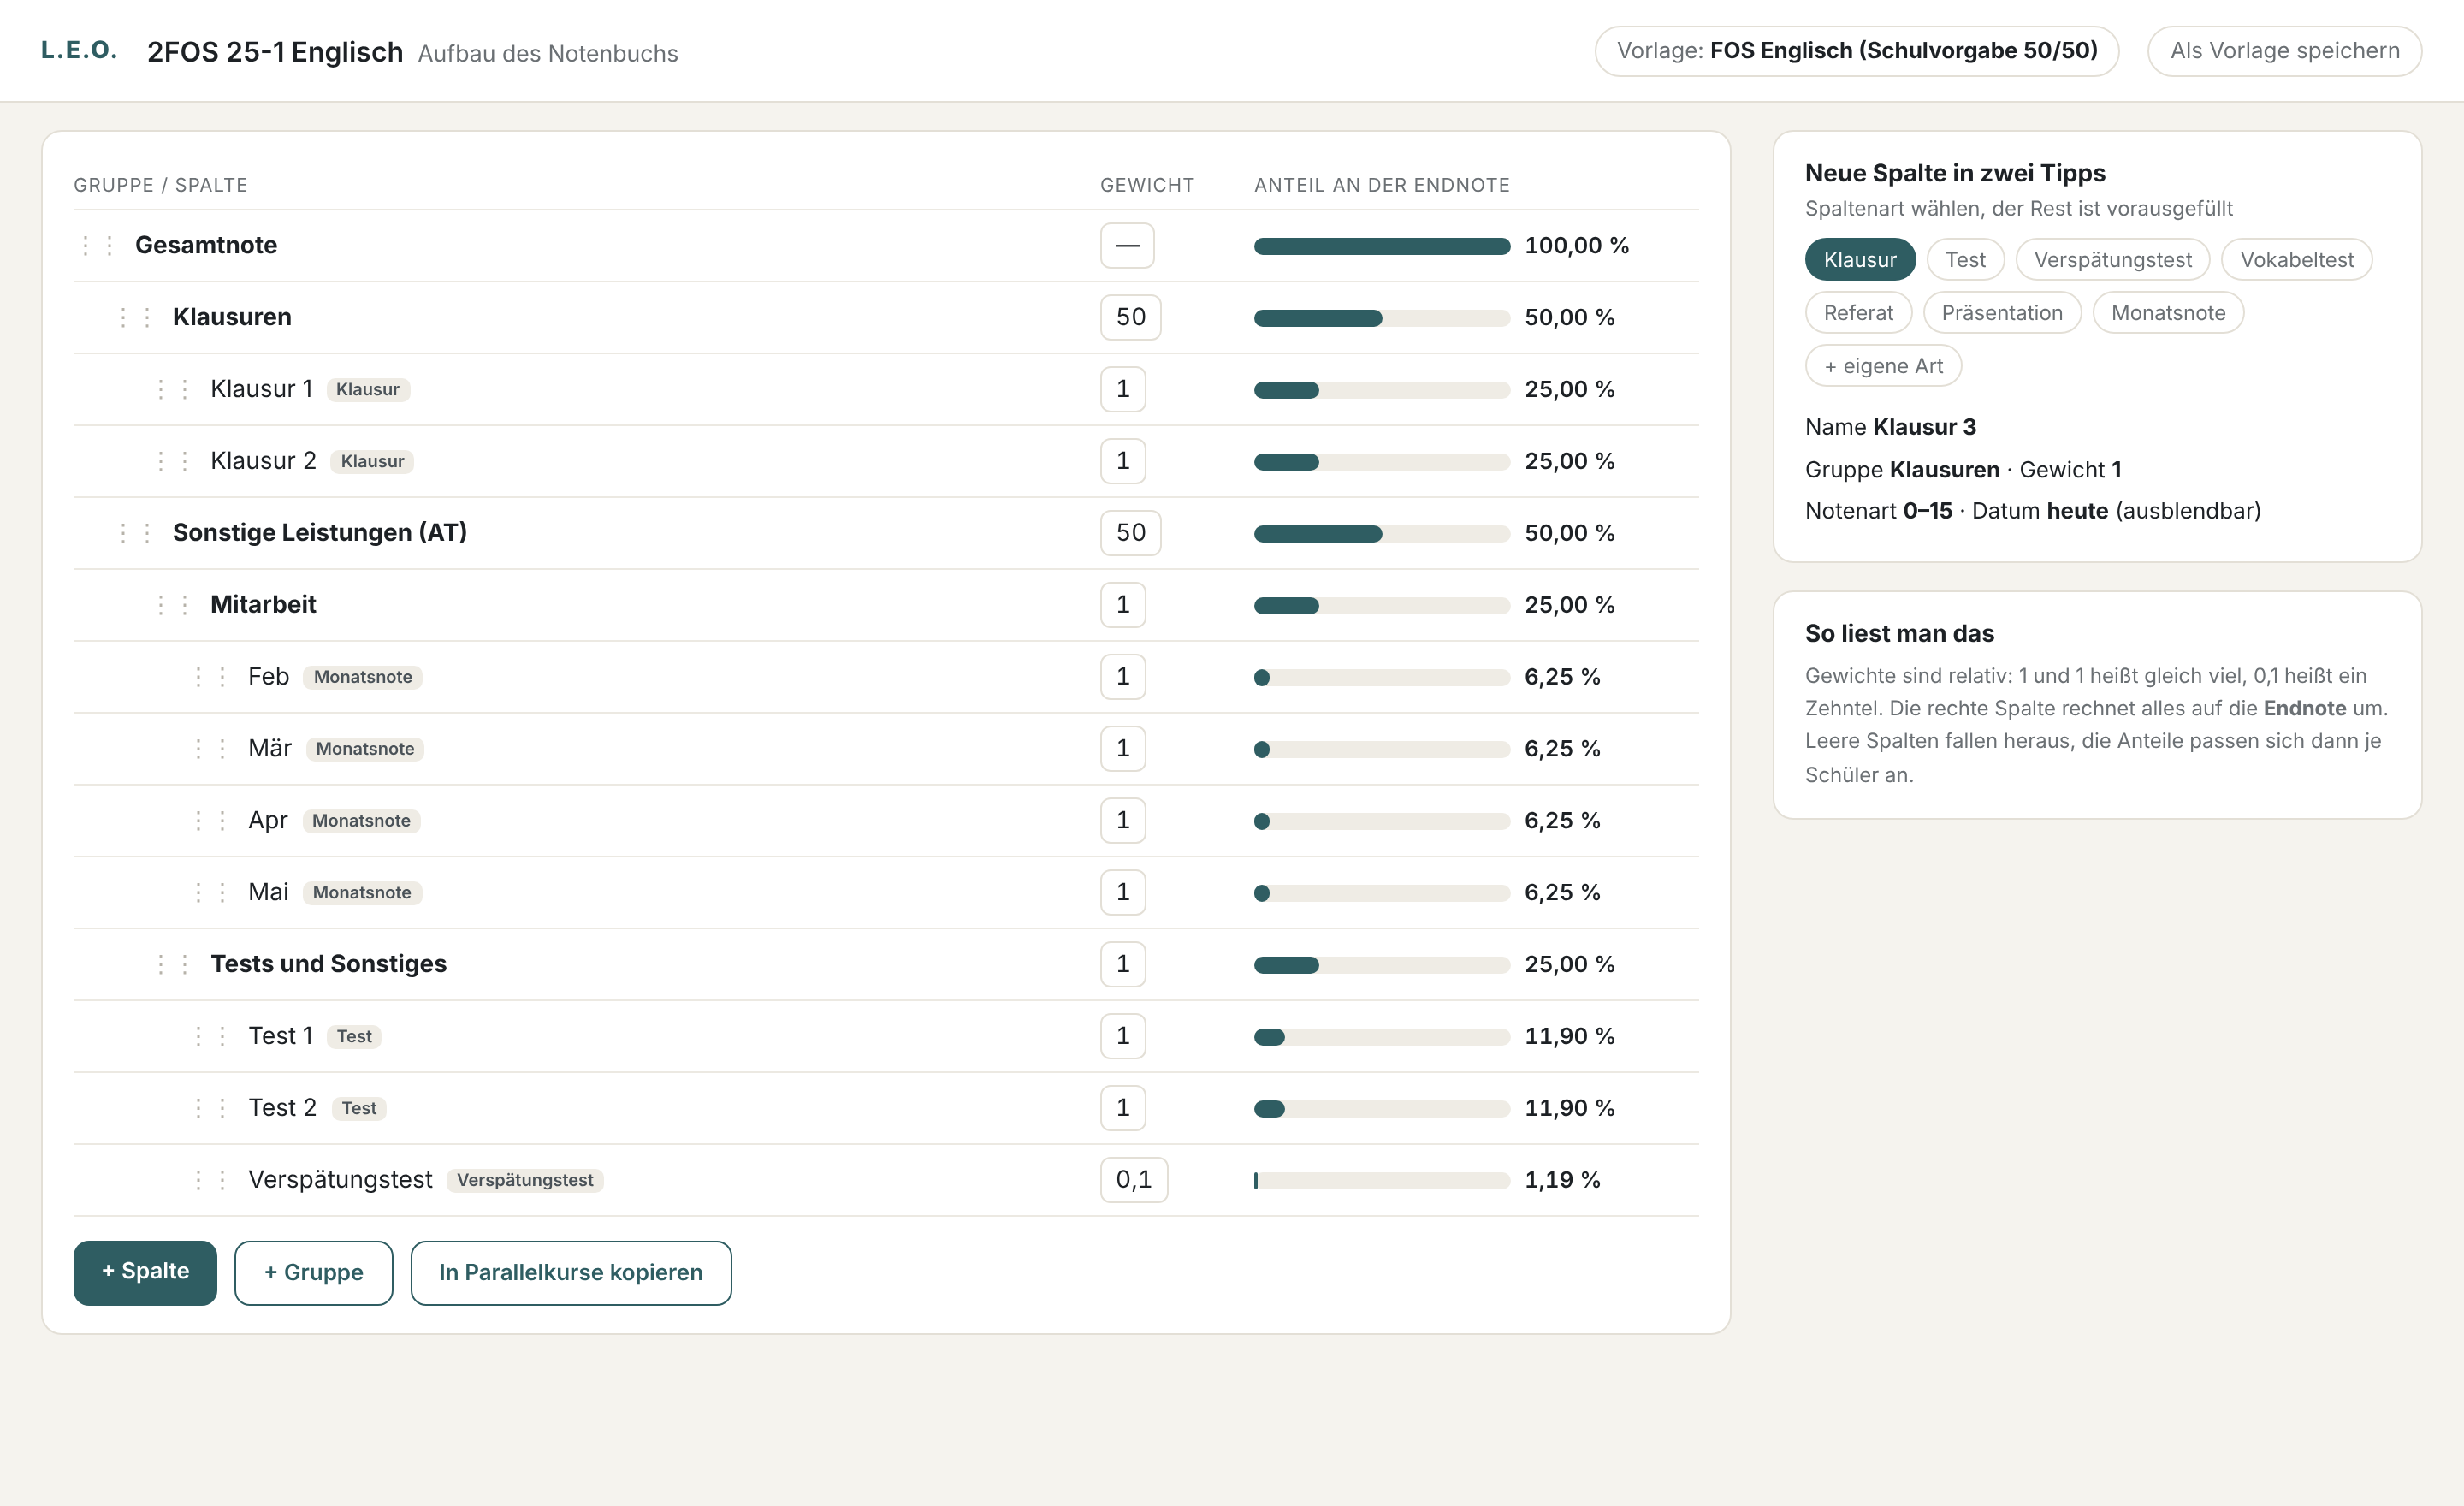 L.E.O. 2FOS 25-1 Englisch Aufbau des Notenbuchs Vorlage: FOS Englisch (Schulvorgabe 50/50) Als Vorlage speichern
GRUPPE / SPALTE GEWICHT ANTEIL AN DER ENDNOTE
Gesamtnote — 100,00 %
Klausuren 50 50,00 %
Klausur 1 Klausur 1 25,00 %
Klausur 2 Klausur 1 25,00 %
Sonstige Leistungen (AT) 50 50,00 %
Mitarbeit 1 25,00 %
Feb Monatsnote 1 6,25 %
Mär Monatsnote 1 6,25 %
Apr Monatsnote 1 6,25 %
Mai Monatsnote 1 6,25 %
Tests und Sonstiges 1 25,00 %
Test 1 Test 1 11,90 %
Test 2 Test 1 11,90 %
Verspätungstest Verspätungstest 0,1 1,19 %
+ Spalte + Gruppe In Parallelkurse kopieren
Neue Spalte in zwei Tipps
Spaltenart wählen, der Rest ist vorausgefüllt
Klausur Test Verspätungstest Vokabeltest
Referat Präsentation Monatsnote
+ eigene Art
Name Klausur 3
Gruppe Klausuren · Gewicht 1
Notenart 0–15 · Datum heute (ausblendbar)
So liest man das
Gewichte sind relativ: 1 und 1 heißt gleich viel, 0,1 heißt ein
Zehntel. Die rechte Spalte rechnet alles auf die Endnote um.
Leere Spalten fallen heraus, die Anteile passen sich dann je
Schüler an.